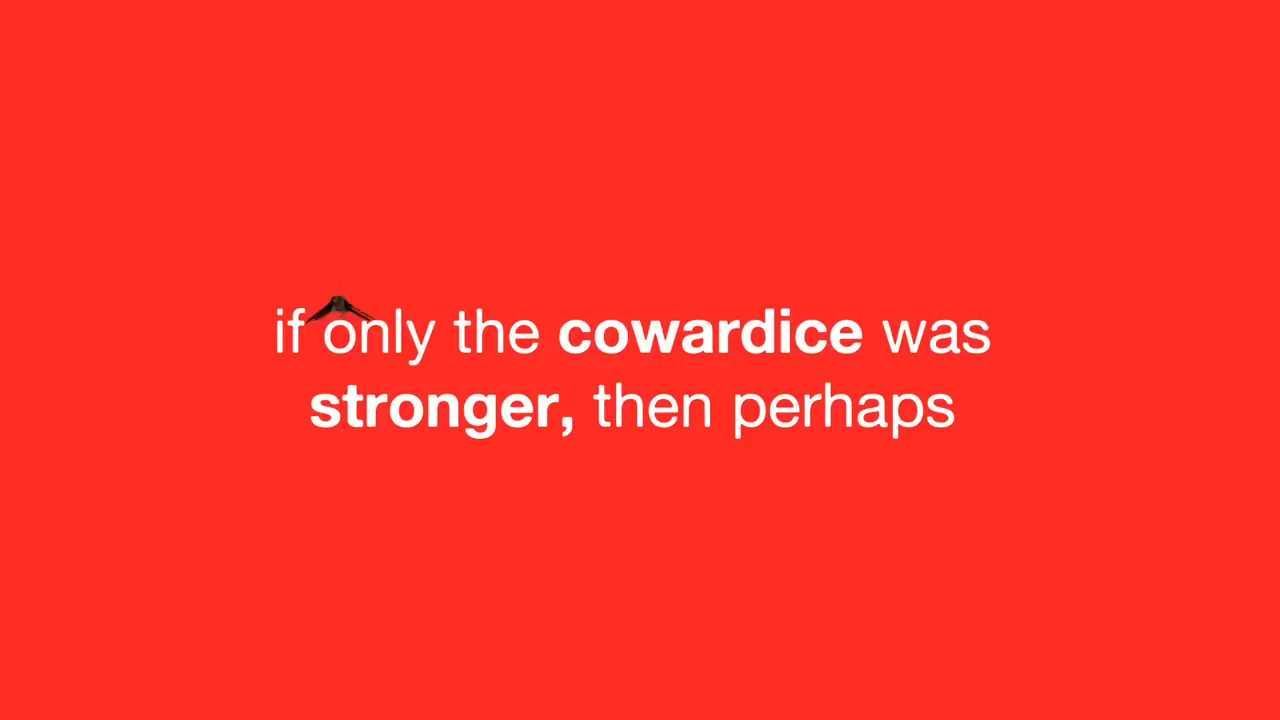 if only the cowardice was
stronger, then perhaps